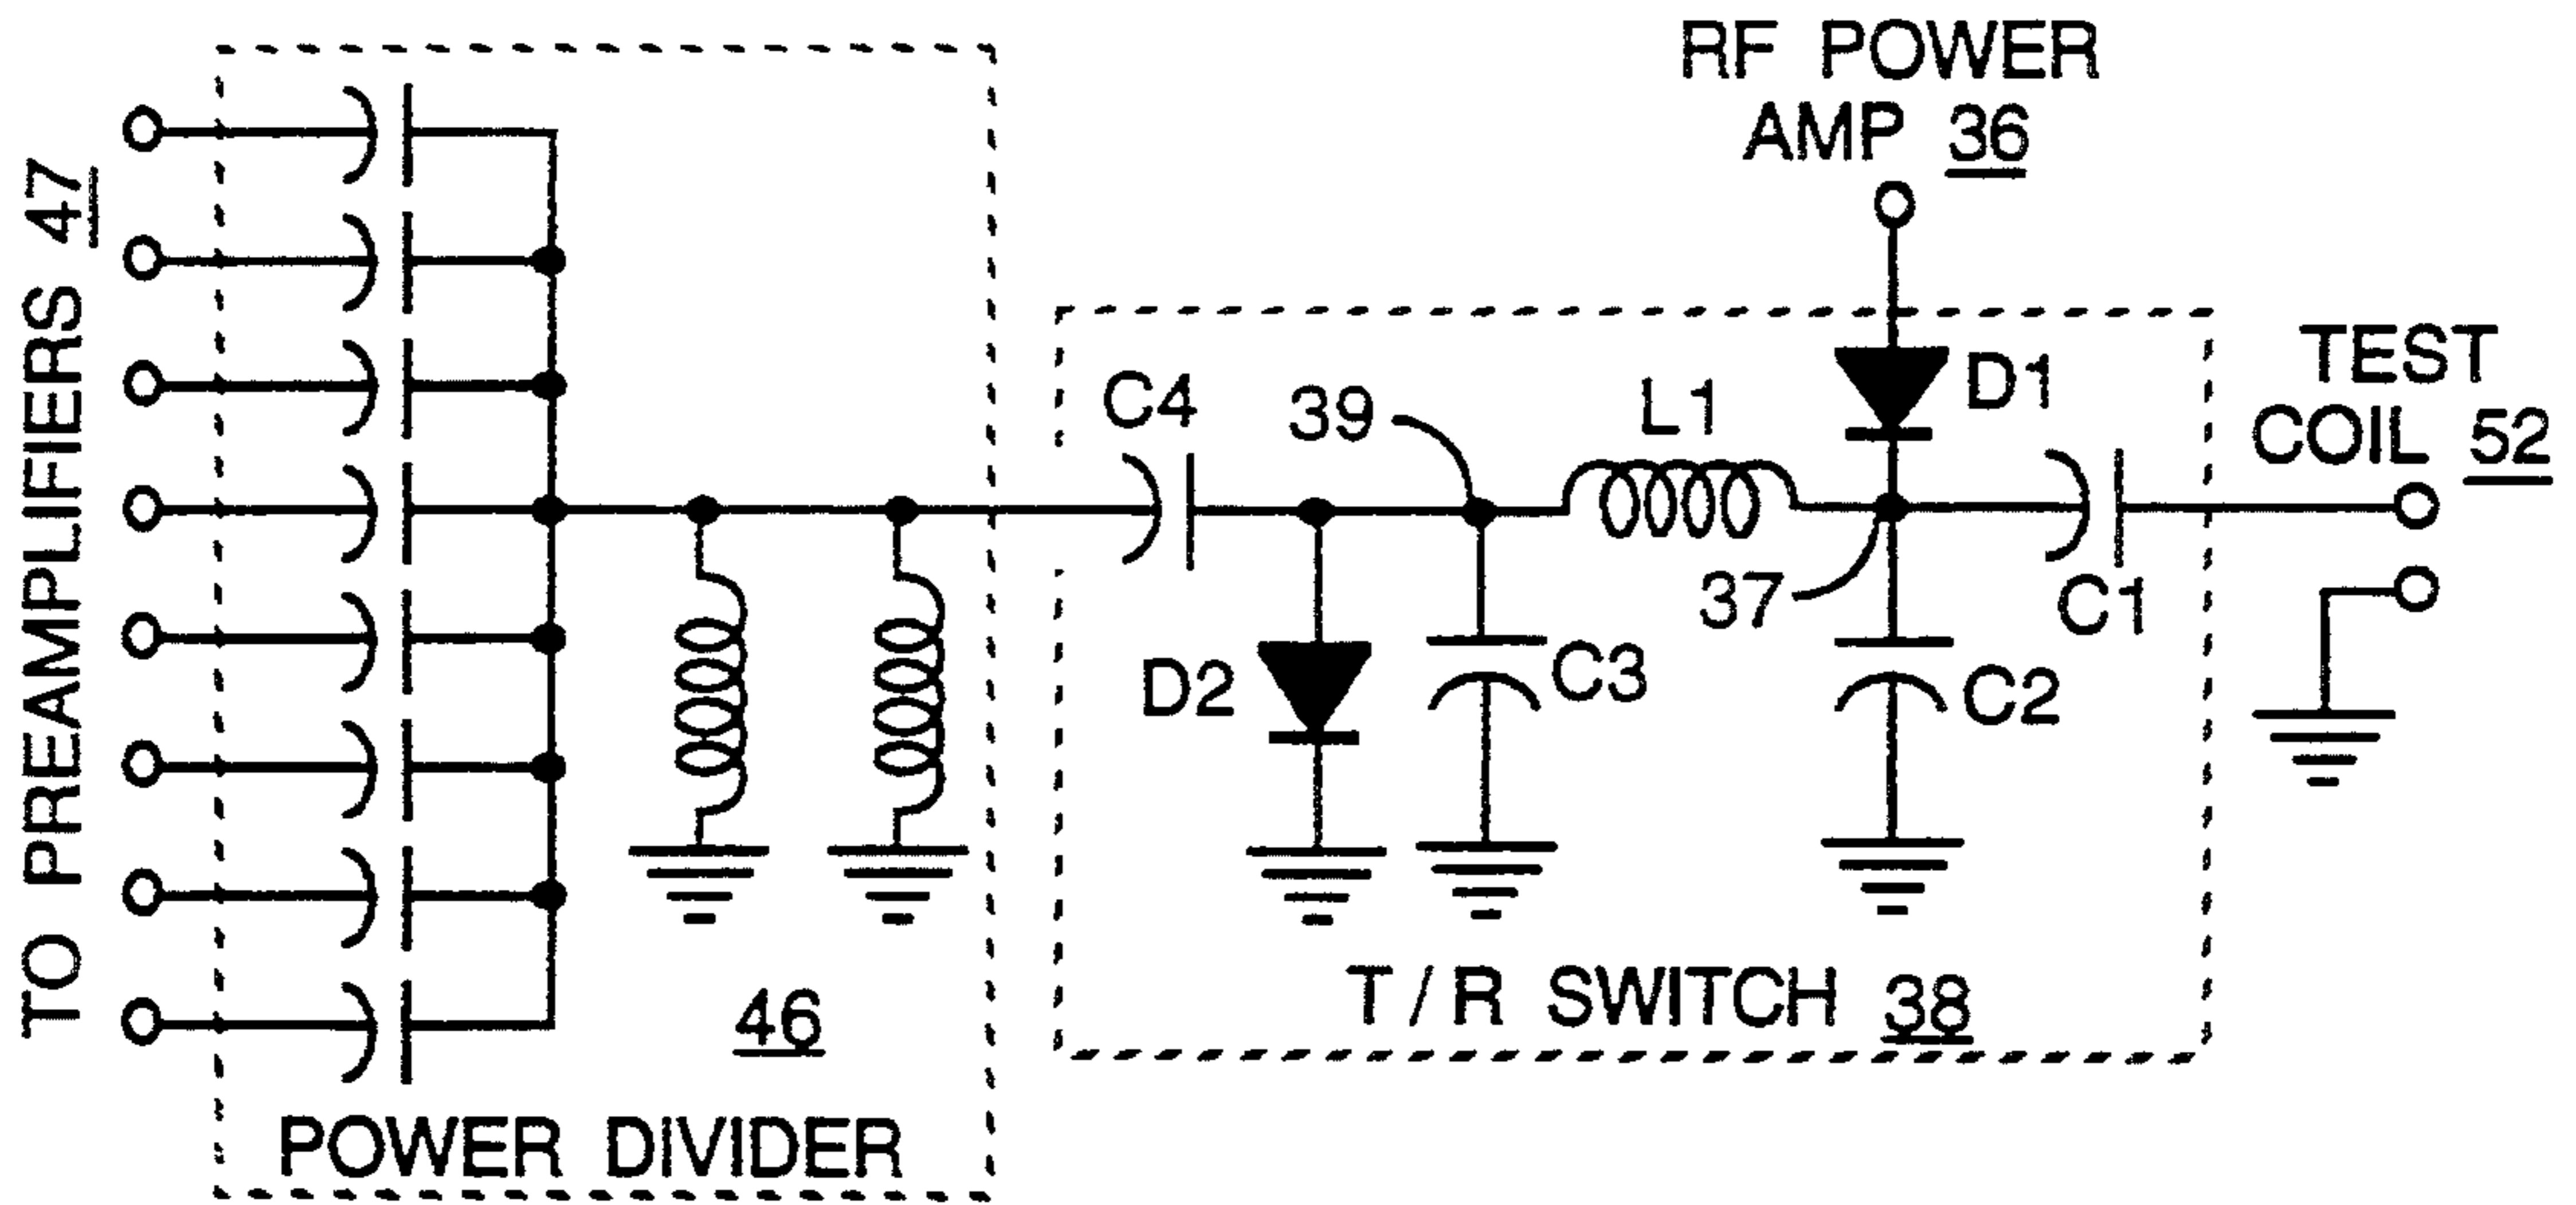 TO PREAMPLIFIERS 47
POWER DIVIDER
46
RF POWER
AMP 36
C4
39
L1
D1
TEST
COIL 52
37
C1
D2
C3
C2
T / R SWITCH 38